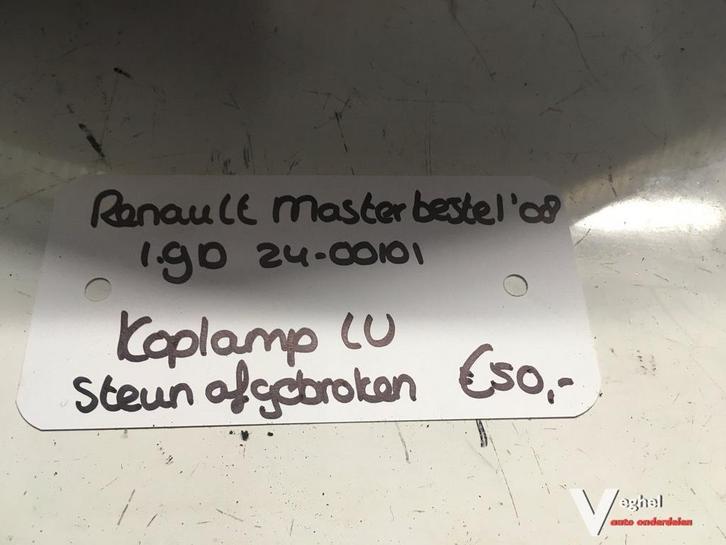 Renault Master bestel '08
1.9D 24-00101
Koplamp LV
Steun afgebroken €50,-
Veghel
auto onderdelen